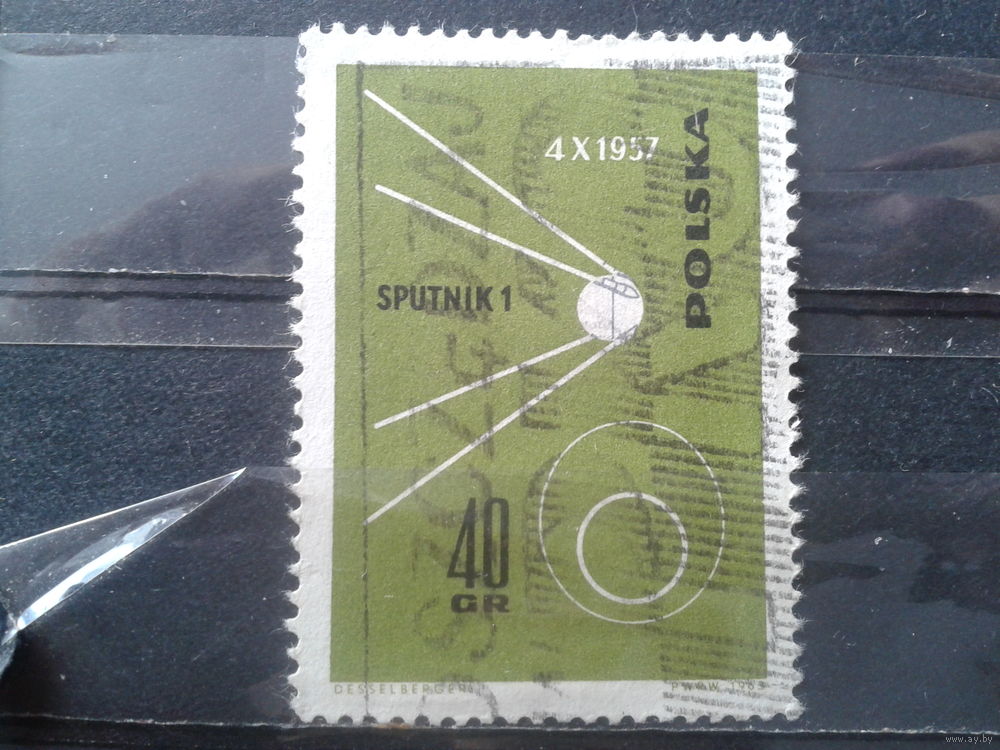 4 X 1957
POLSKA
SPUTNIK 1
40
GR
DESSELBERGER
PWPW 1963
www.ay.by